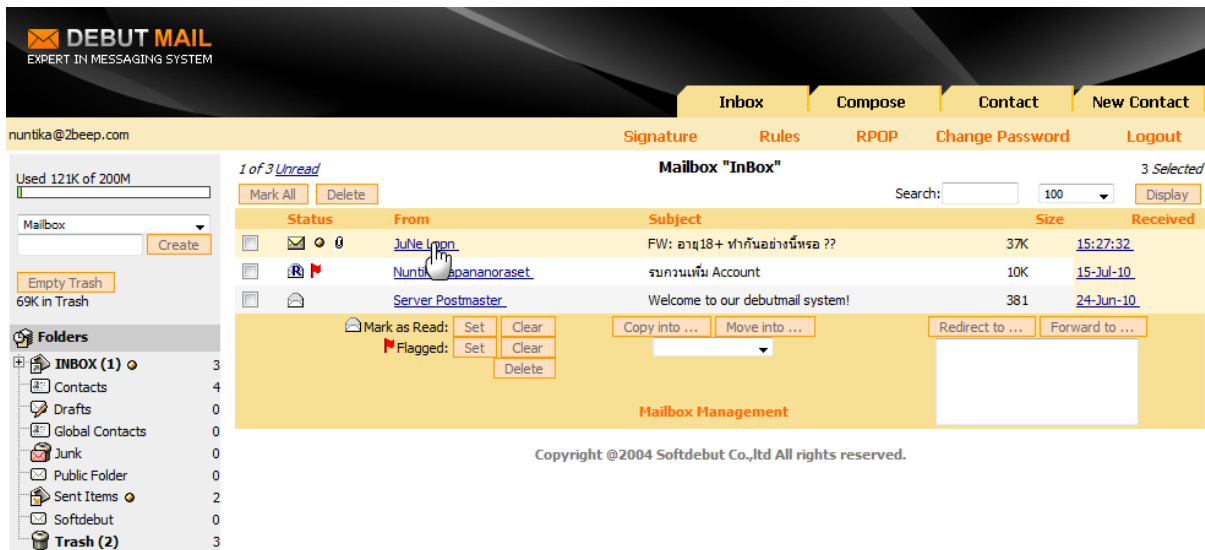 DEBUT MAIL
EXPERT IN MESSAGING SYSTEM
Inbox Compose Contact New Contact
nuntika@2beep.com Signature Rules RPOP Change Password Logout
Used 121K of 200M
1 of 3 Unread Mailbox "InBox" 3 Selected
Mark All Delete Search: 100 Display
Mailbox
Create
Status From Subject Size Received
JuNe FW: อายุ18+ ทำกันอย่างนี้หรอ ?? 37K 15:27:32
R apananoraset รบกวนเพิ่ม Account 10K 15-Jul-10
Server Postmaster Welcome to our debutmail system! 381 24-Jun-10
Empty Trash
69K in Trash
Mark as Read: Set Clear Copy into ... Move into ... Redirect to ... Forward to ...
Flagged: Set Clear
Delete
Mailbox Management
Folders
INBOX (1) 3
Contacts 4
Drafts 0
Global Contacts 0
Junk 0
Public Folder 0
Sent Items 2
Softdebut 0
Trash (2) 3
Copyright @2004 Softdebut Co.,ltd All rights reserved.